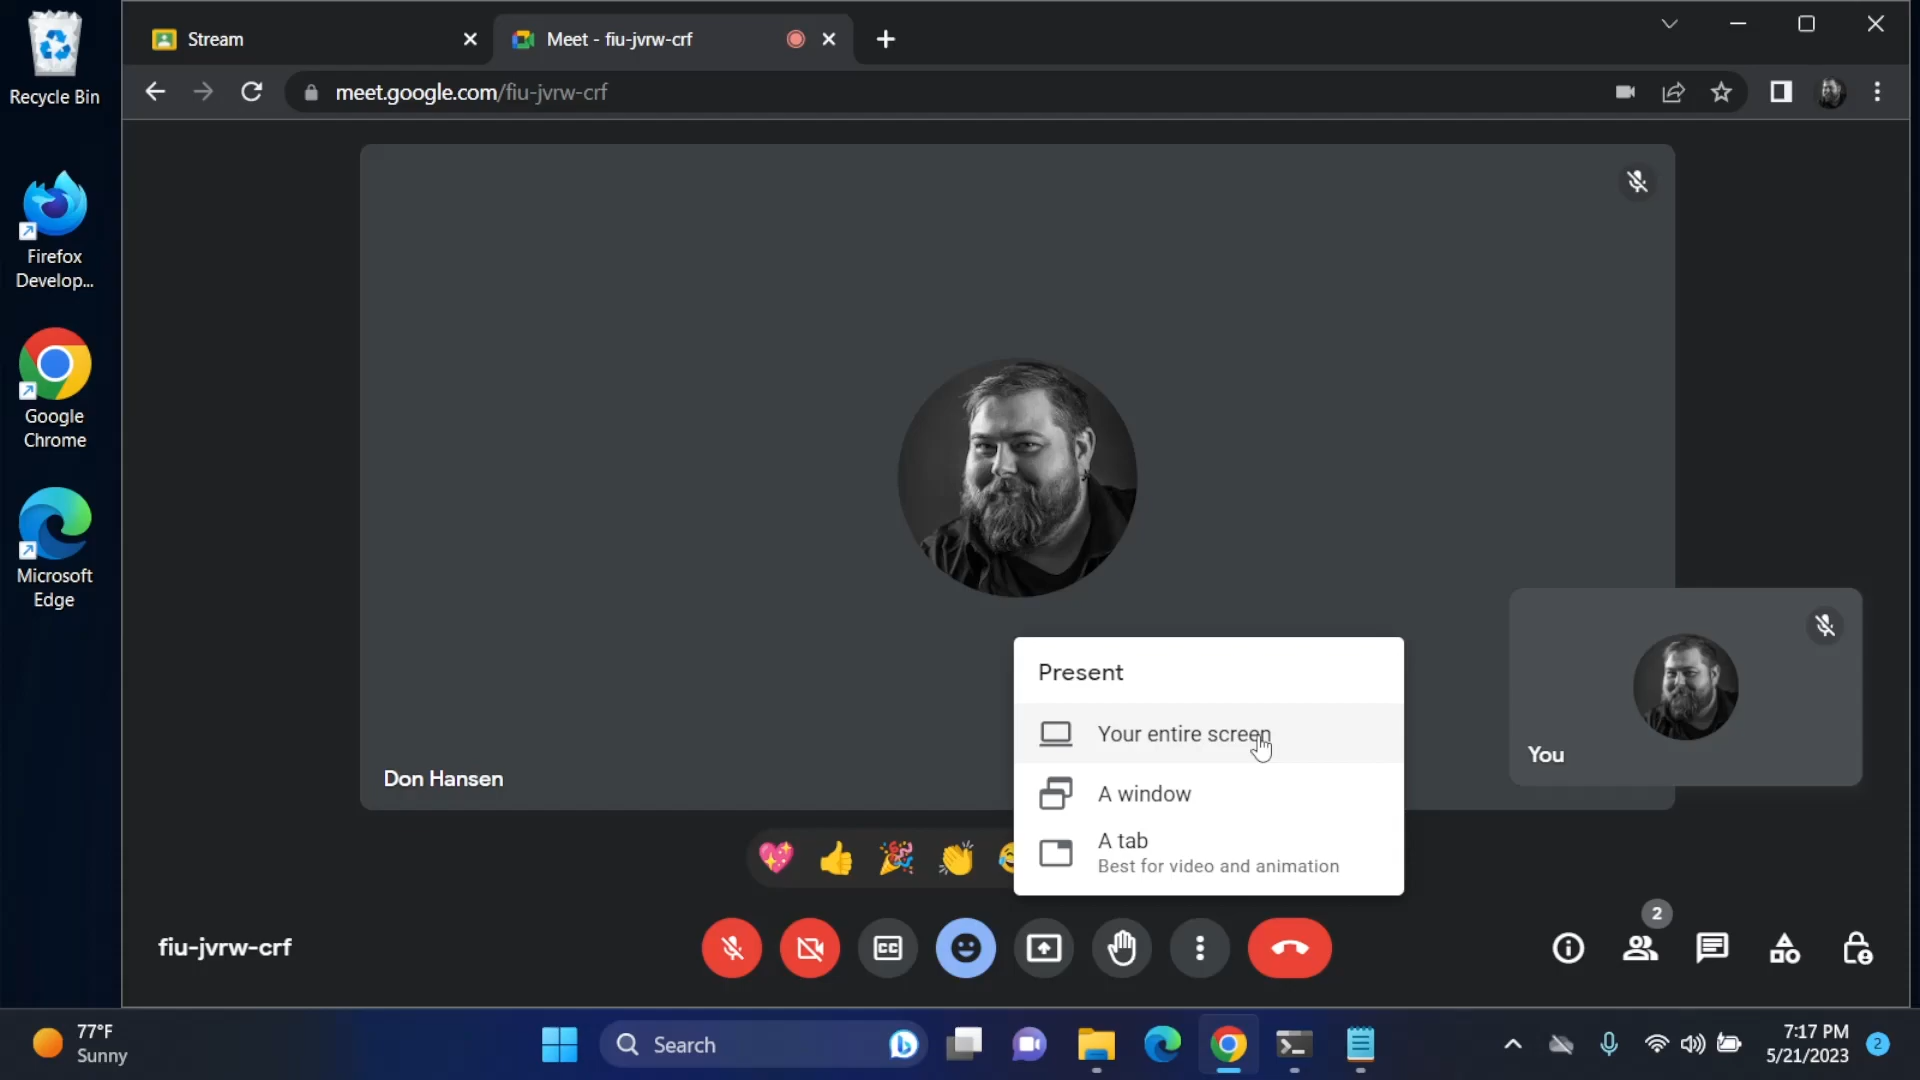 Recycle Bin
Firefox
Develop...
Google
Chrome
Microsoft
Edge
Stream
Meet - fiu-jvrw-crf
meet.google.com/fiu-jvrw-crf
Don Hansen
You
Present
Your entire screen
A window
A tab
Best for video and animation
fiu-jvrw-crf
CC
2
77°F
Sunny
Search
7:17 PM
5/21/2023
2